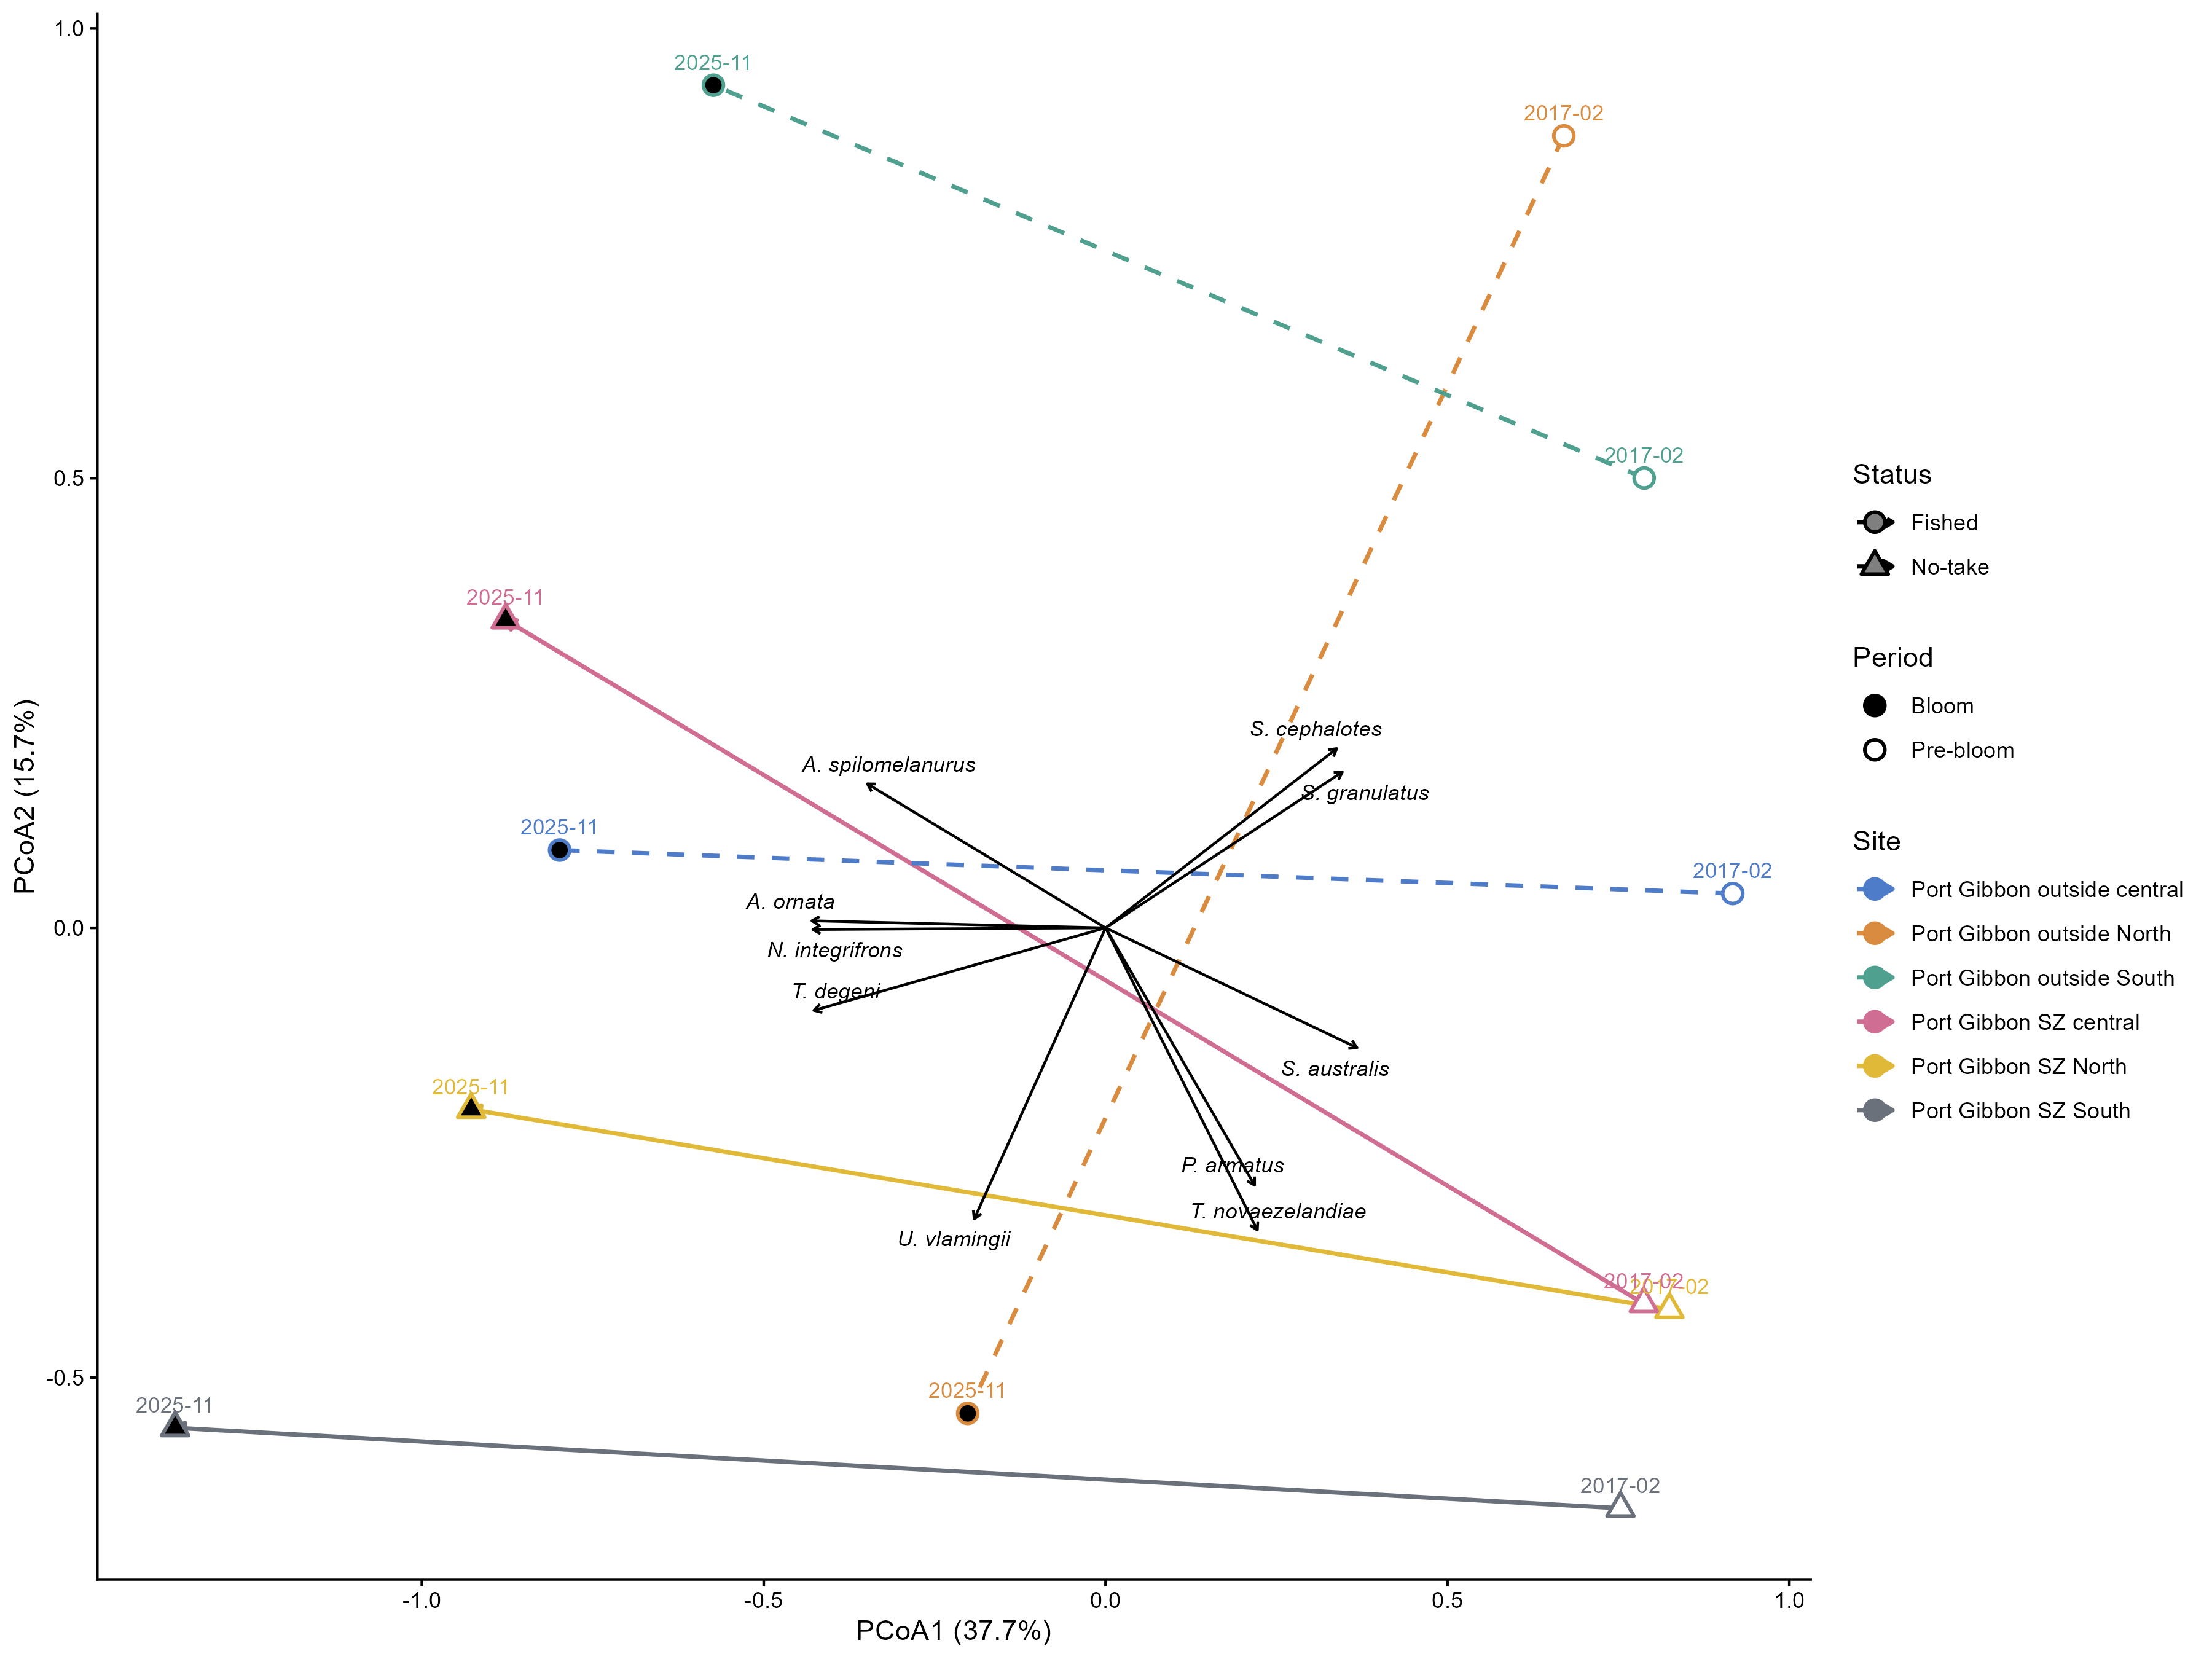 1.0
0.5
0.0
-0.5
PCoA2 (15.7%)
2025-11
2017-02
2017-02
2025-11
S. cephalotes
A. spilomelanurus
S. granulatus
2025-11
2017-02
A. ornata
N. integrifrons
T. degeni
S. australis
2025-11
P. armatus
T. novaezelandiae
U. vlamingii
2017-02
2017-02
2025-11
2025-11
2017-02
-1.0
-0.5
0.0
0.5
1.0
PCoA1 (37.7%)
Status
Fished
No-take
Period
Bloom
Pre-bloom
Site
Port Gibbon outside central
Port Gibbon outside North
Port Gibbon outside South
Port Gibbon SZ central
Port Gibbon SZ North
Port Gibbon SZ South